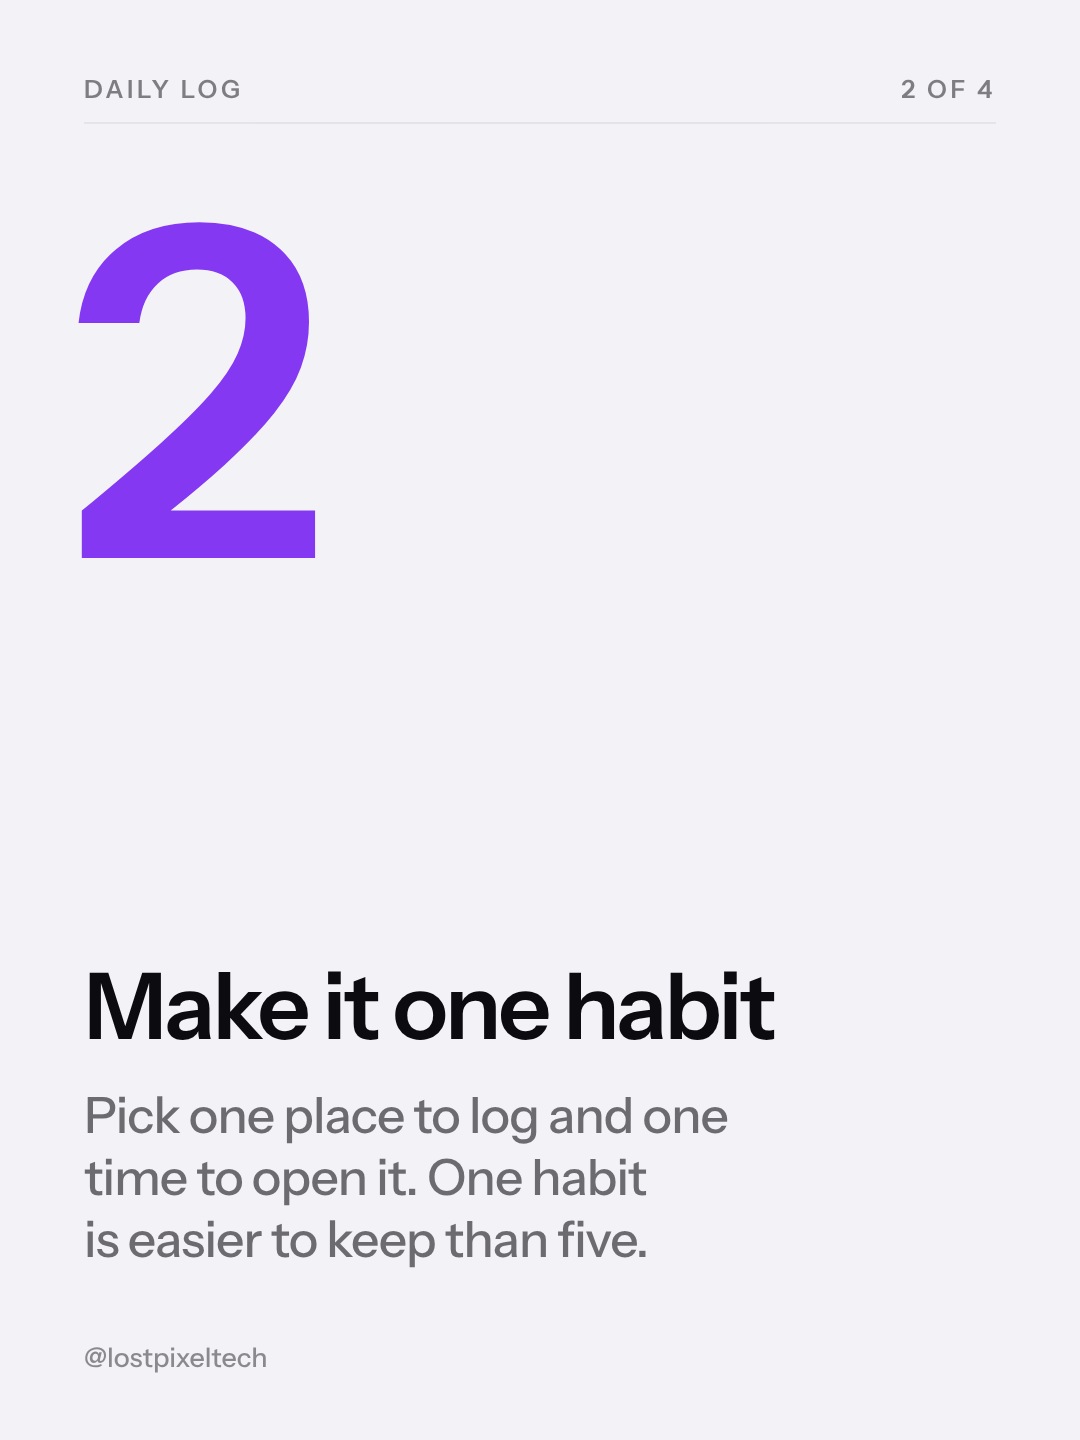 DAILY LOG
2 OF 4
2
Make it one habit
Pick one place to log and one
time to open it. One habit
is easier to keep than five.
@lostpixeltech